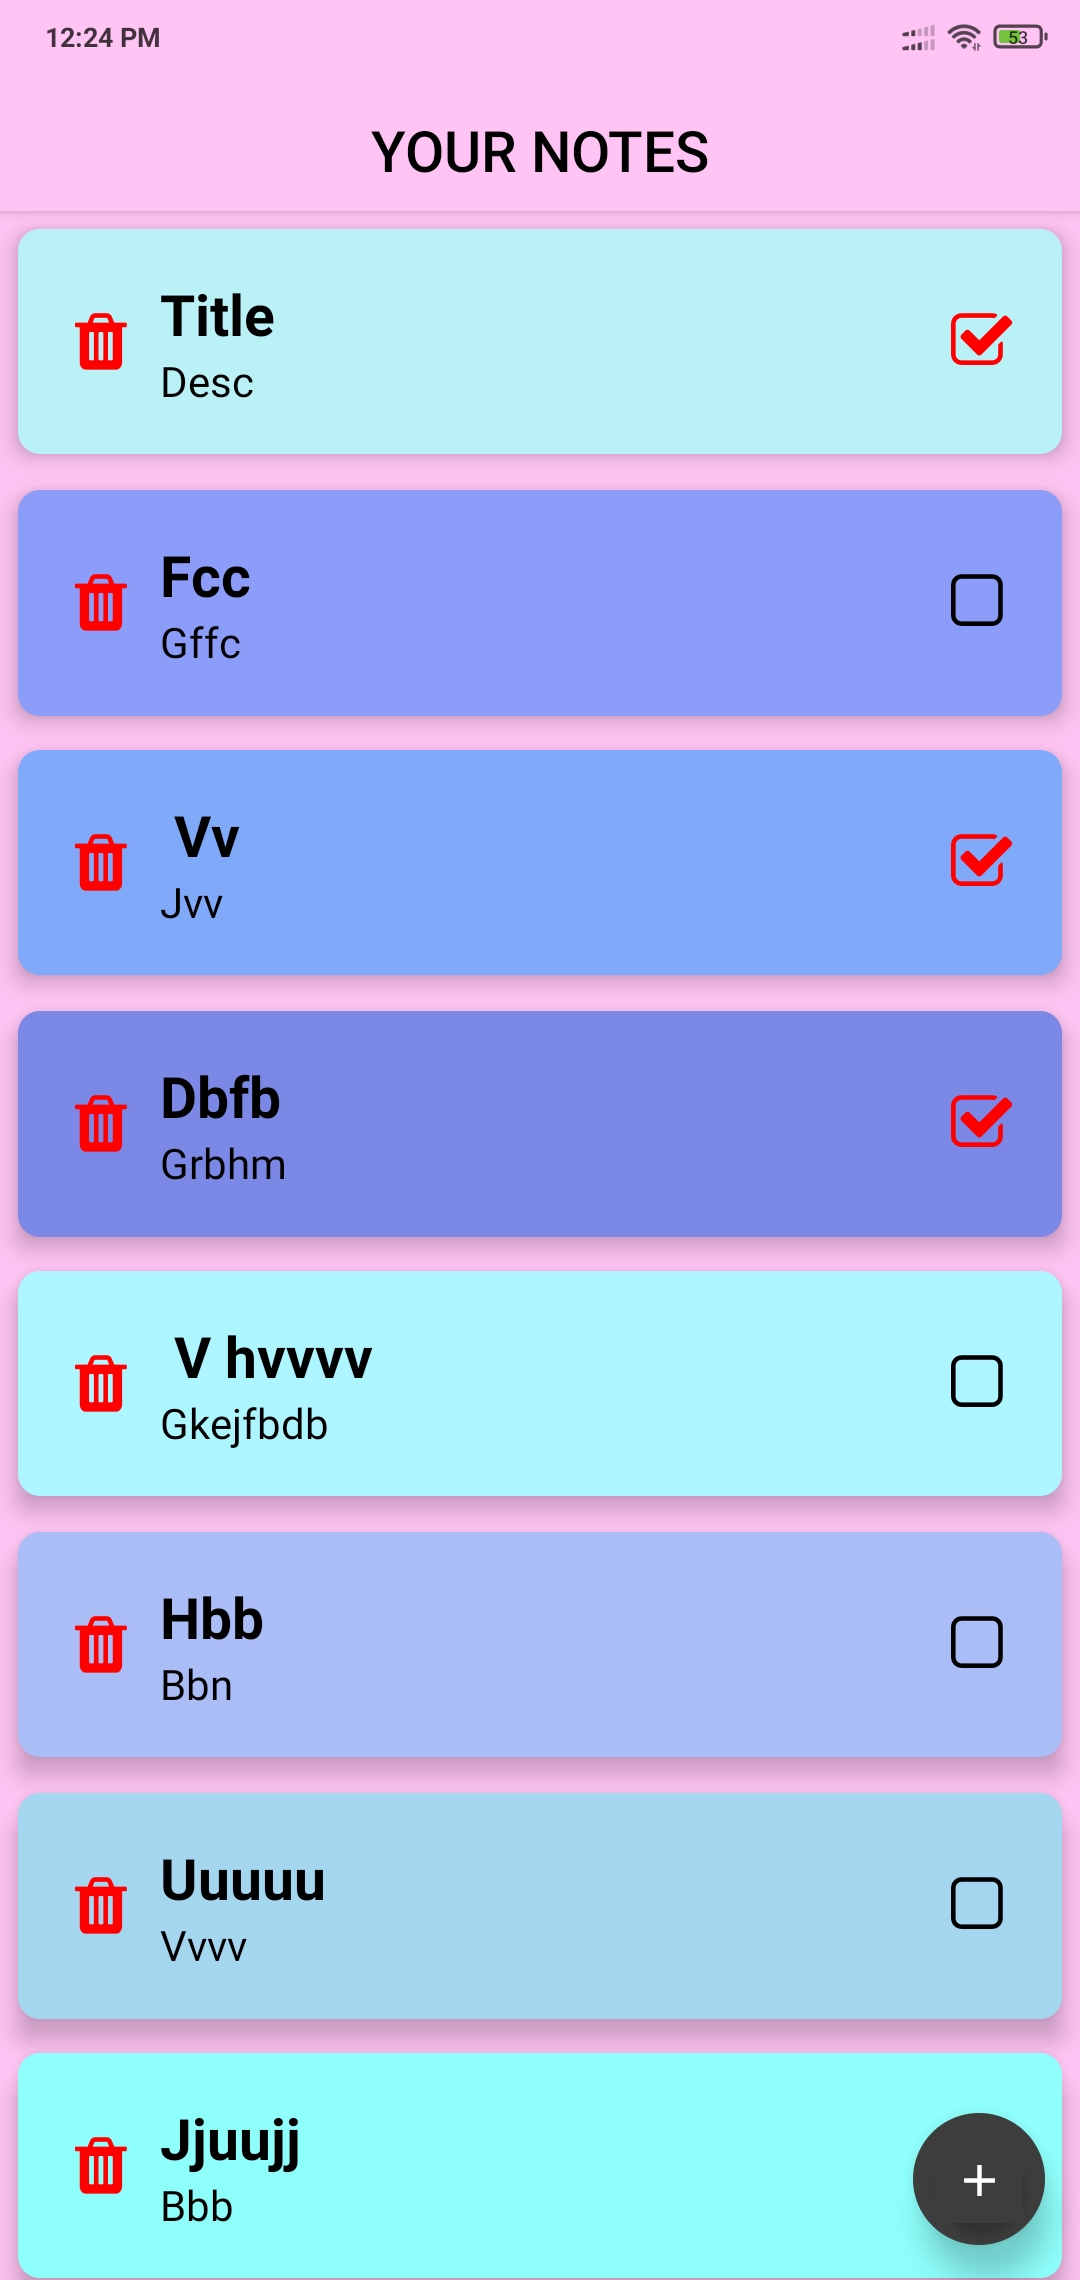 12:24 PM
53
YOUR NOTES
Title
Desc
Fcc
Gffc
Vv
Jvv
Dbfb
Grbhm
V hvvvv
Gkejfbdb
Hbb
Bbn
Uuuuu
Vvvv
Jjuujj
Bbb
+